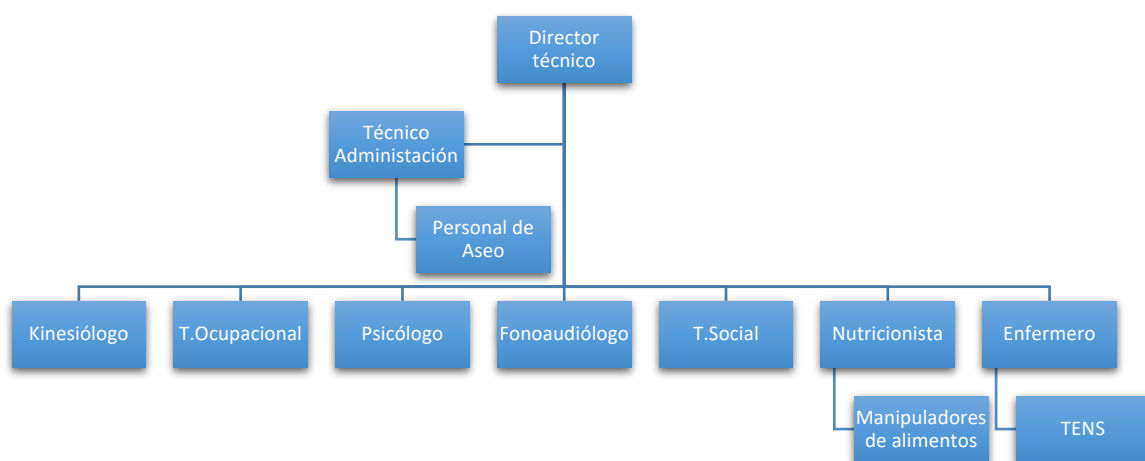 Director
técnico
Técnico
Administación
Personal de
Aseo
Kinesiólogo
T.Ocupacional
Psicólogo
Fonoaudiólogo
T.Social
Nutricionista
Enfermero
Manipuladores
de alimentos
TENS